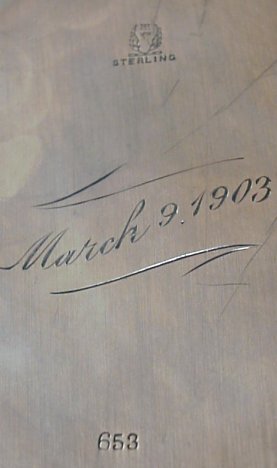 STERLING
March 9. 1903
653